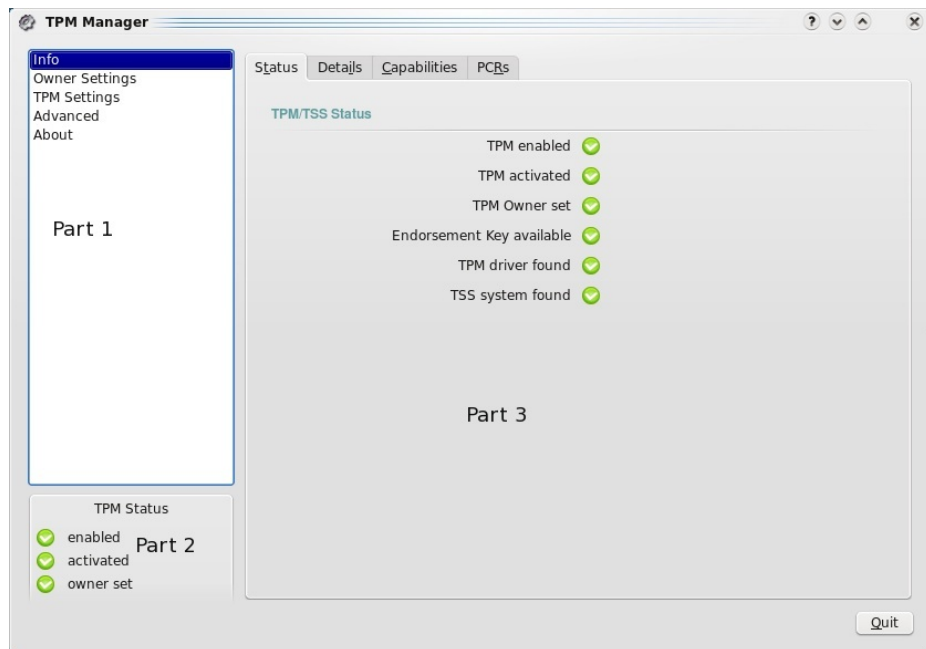 TPM Manager
Info
Owner Settings
TPM Settings
Advanced
About
Part 1
TPM Status
enabled
Part 2
activated
owner set
Status Details Capabilities PCRs
TPM/TSS Status
TPM enabled
TPM activated
TPM Owner set
Endorsement Key available
TPM driver found
TSS system found
Part 3
Quit